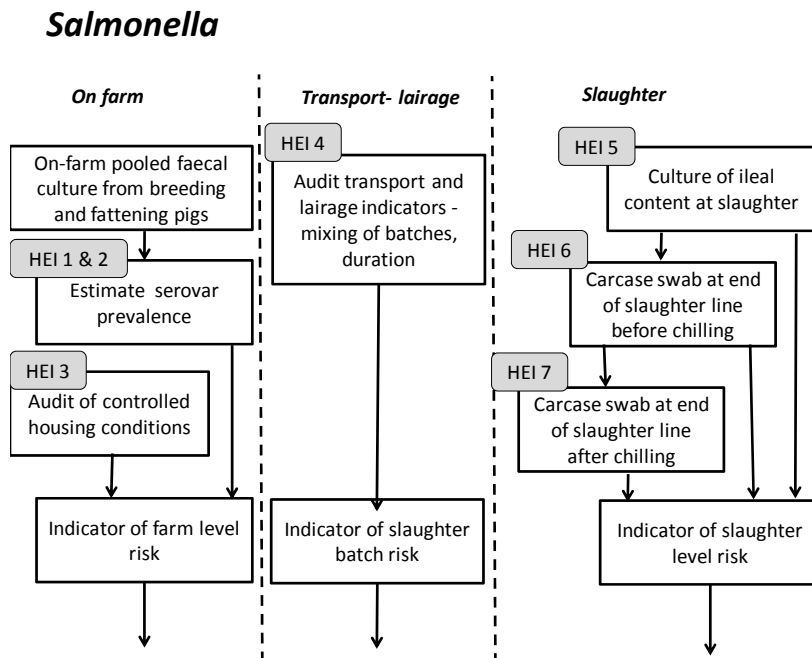 Salmonella
On farm
Transport- lairage
Slaughter
On-farm pooled faecal
culture from breeding
and fattening pigs
HEI 1 & 2
Estimate serovar
prevalence
HEI 3
Audit of controlled
housing conditions
Indicator of farm level
risk
HEI 4
Audit transport and
lairage indicators -
mixing of batches,
duration
Indicator of slaughter
batch risk
HEI 5
Culture of ileal
content at slaughter
HEI 6
Carcase swab at end
of slaughter line
before chilling
HEI 7
Carcase swab at end
of slaughter line
after chilling
Indicator of slaughter
level risk